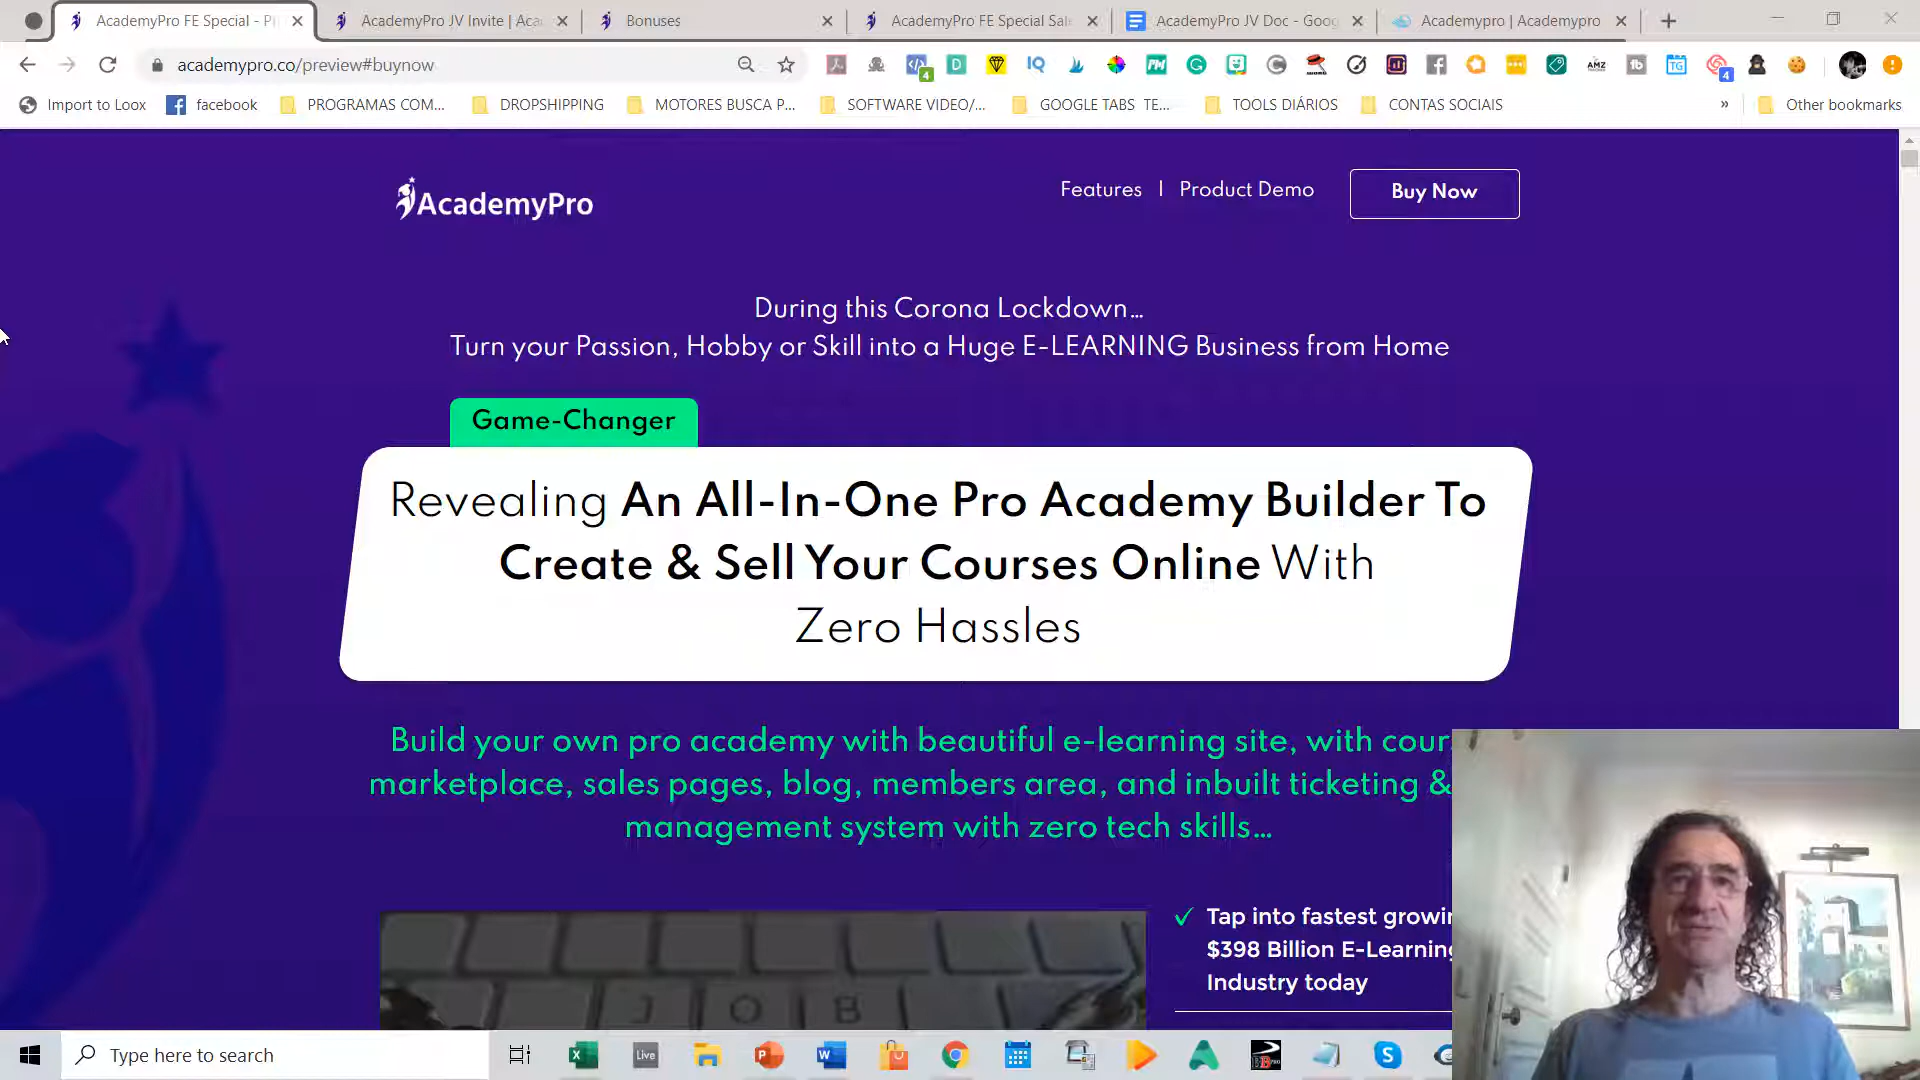 AcademyPro FE Special - P
AcademyPro JV Invite | Aca
Bonuses
AcademyPro FE Special Sal
AcademyPro JV Doc - Goog
Academypro | Academypro
academypro.co/preview#buynow
Import to Loox
facebook
PROGRAMAS COM...
DROPSHIPPING
MOTORES BUSCA P...
SOFTWARE VIDEO/...
GOOGLE TABS TE...
TOOLS DIÁRIOS
CONTAS SOCIAIS
»
Other bookmarks
AcademyPro
Features | Product Demo
Buy Now
During this Corona Lockdown...
Turn your Passion, Hobby or Skill into a Huge E-LEARNING Business from Home
Game-Changer
Revealing An All-In-One Pro Academy Builder To
Create & Sell Your Courses Online With
Zero Hassles
Build your own pro academy with beautiful e-learning site, with cour
marketplace, sales pages, blog, members area, and inbuilt ticketing &
management system with zero tech skills...
Tap into fastest growin
$398 Billion E-Learning
Industry today
J O B
Type here to search
Live